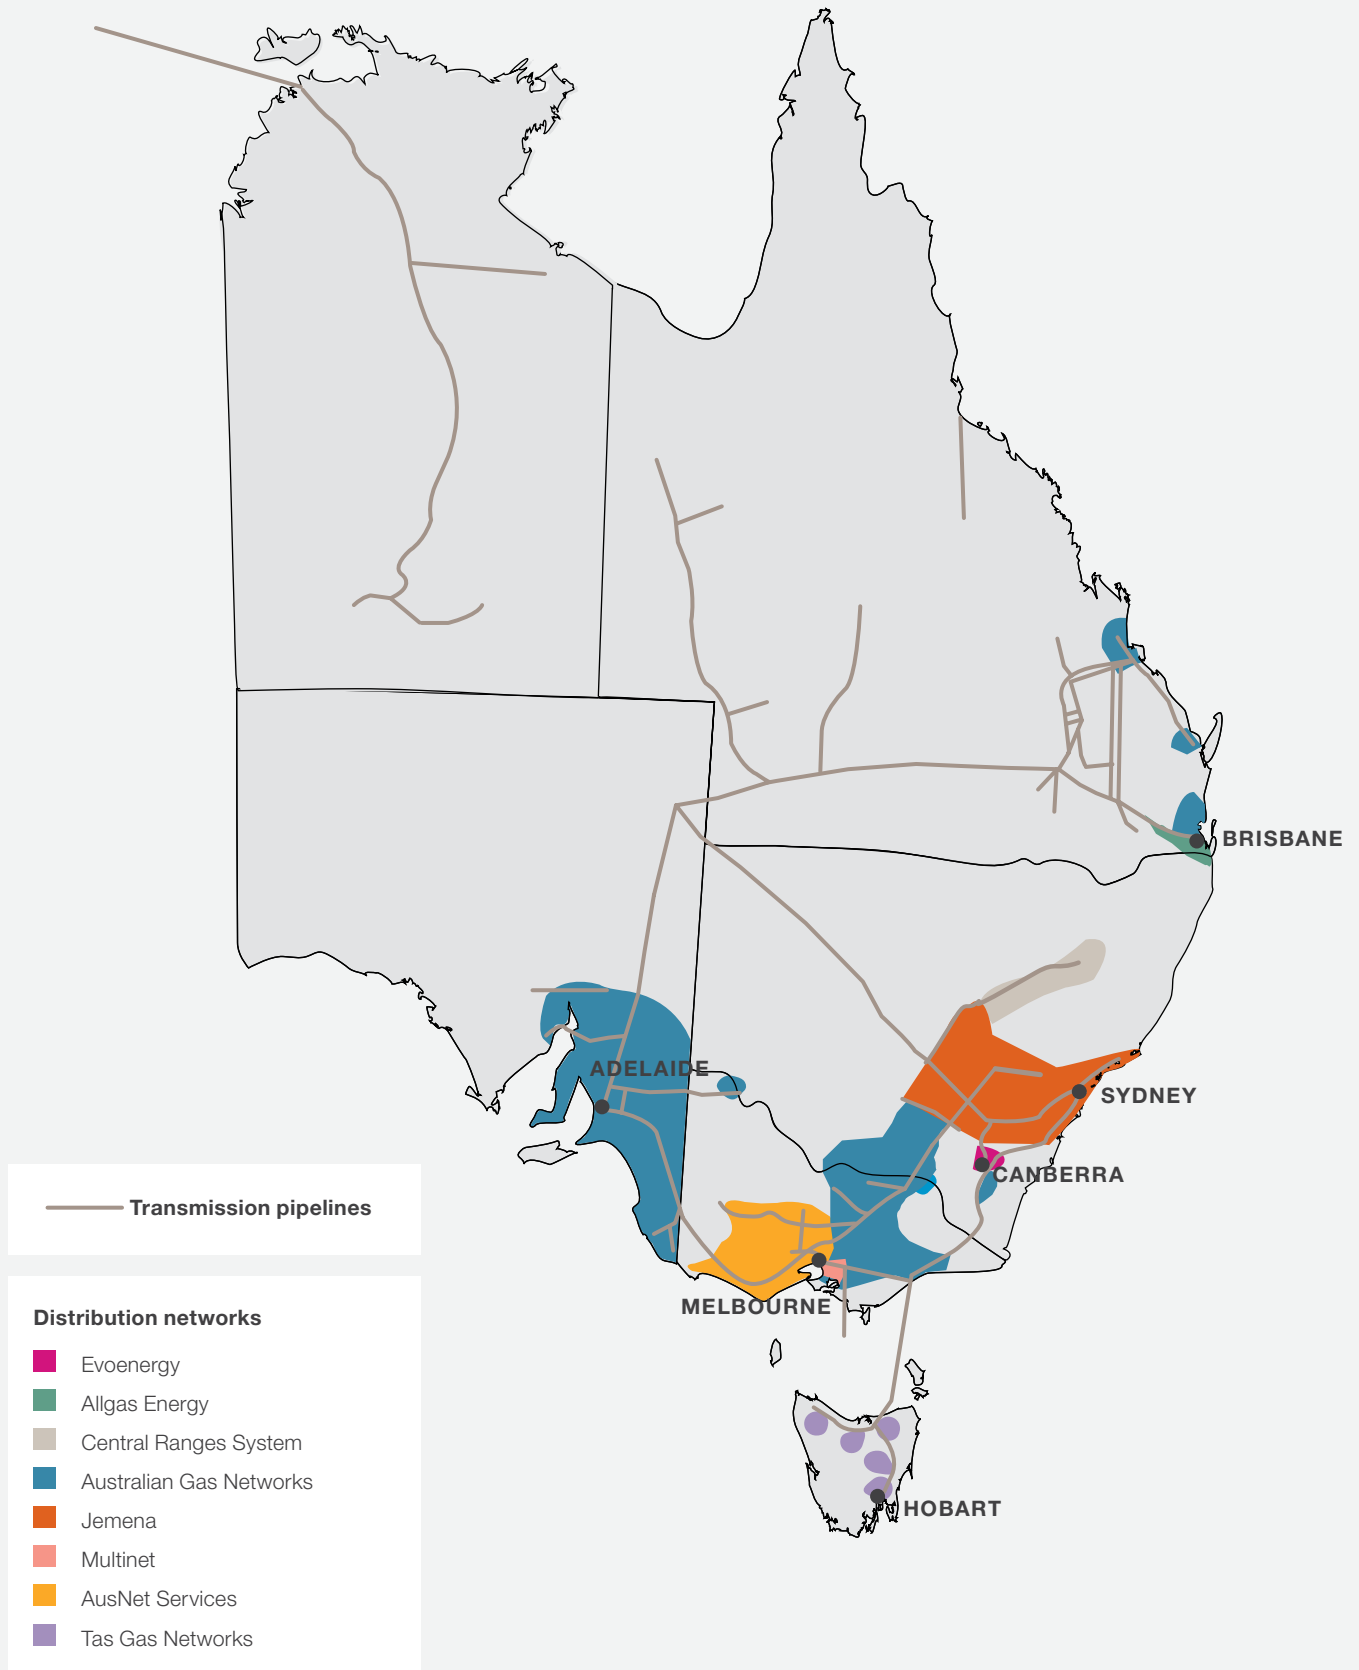 BRISBANE
ADELAIDE
SYDNEY
CANBERRA
MELBOURNE
HOBART
Transmission pipelines
Distribution networks
Evoenergy
Allgas Energy
Central Ranges System
Australian Gas Networks
Jemena
Multinet
AusNet Services
Tas Gas Networks